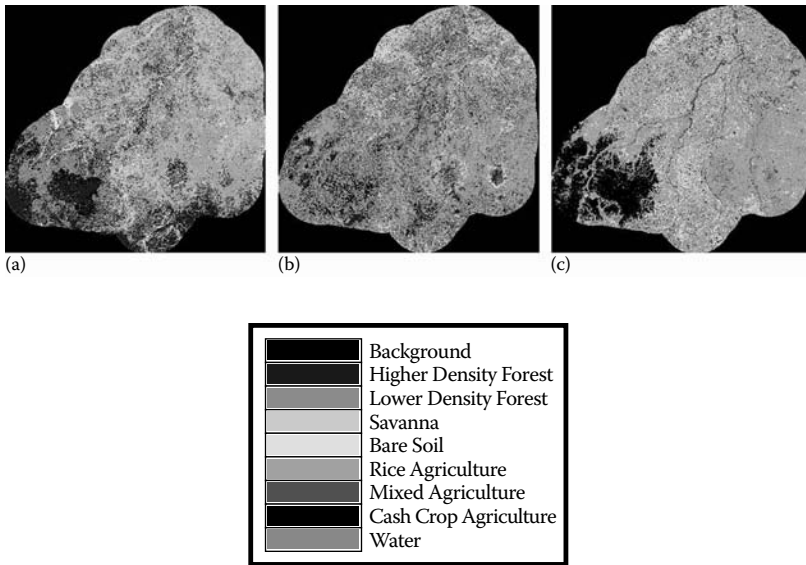 (a)
(b)
(c)
Background
Higher Density Forest
Lower Density Forest
Savanna
Bare Soil
Rice Agriculture
Mixed Agriculture
Cash Crop Agriculture
Water